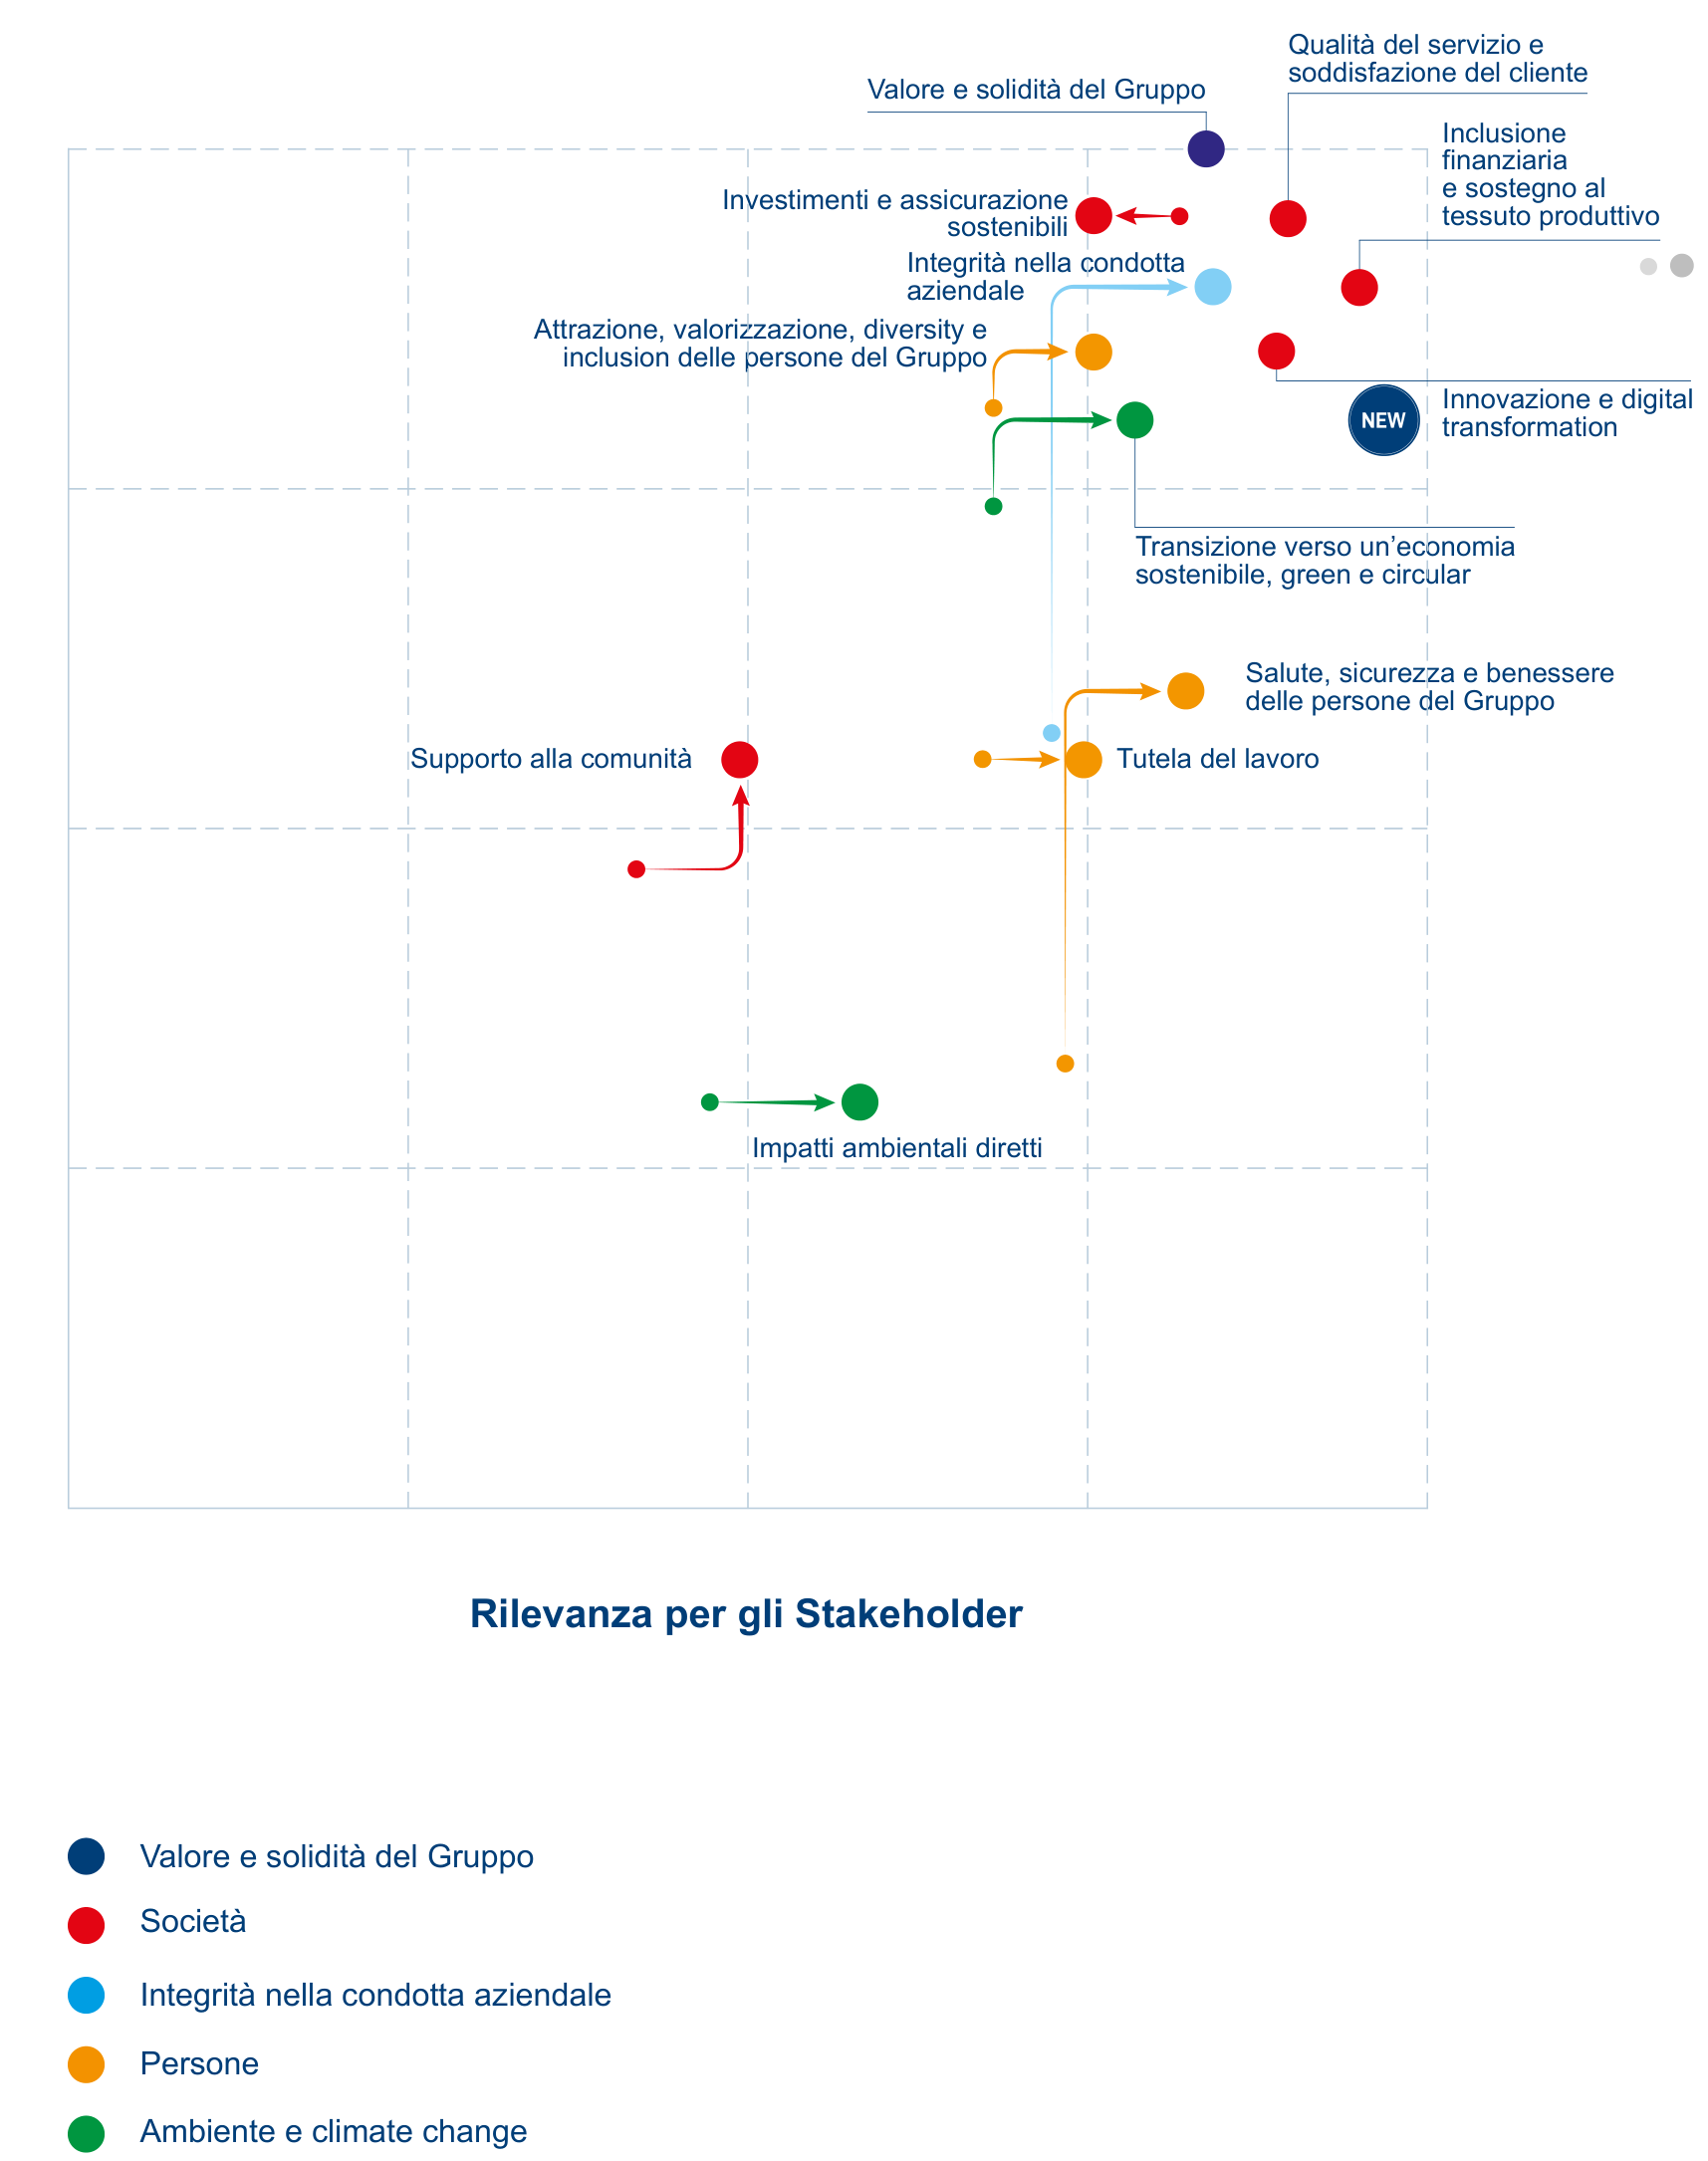 Qualità del servizio e
soddisfazione del cliente
Valore e solidità del Gruppo
Inclusione
finanziaria
e sostegno al
tessuto produttivo
Investimenti e assicurazione
sostenibili
Integrità nella condotta
aziendale
Attrazione, valorizzazione, diversity e
inclusion delle persone del Gruppo
NEW
Innovazione e digital
transformation
Transizione verso un’economia
sostenibile, green e circular
Salute, sicurezza e benessere
delle persone del Gruppo
Supporto alla comunità
Tutela del lavoro
Impatti ambientali diretti
Rilevanza per gli Stakeholder
Valore e solidità del Gruppo
Società
Integrità nella condotta aziendale
Persone
Ambiente e climate change